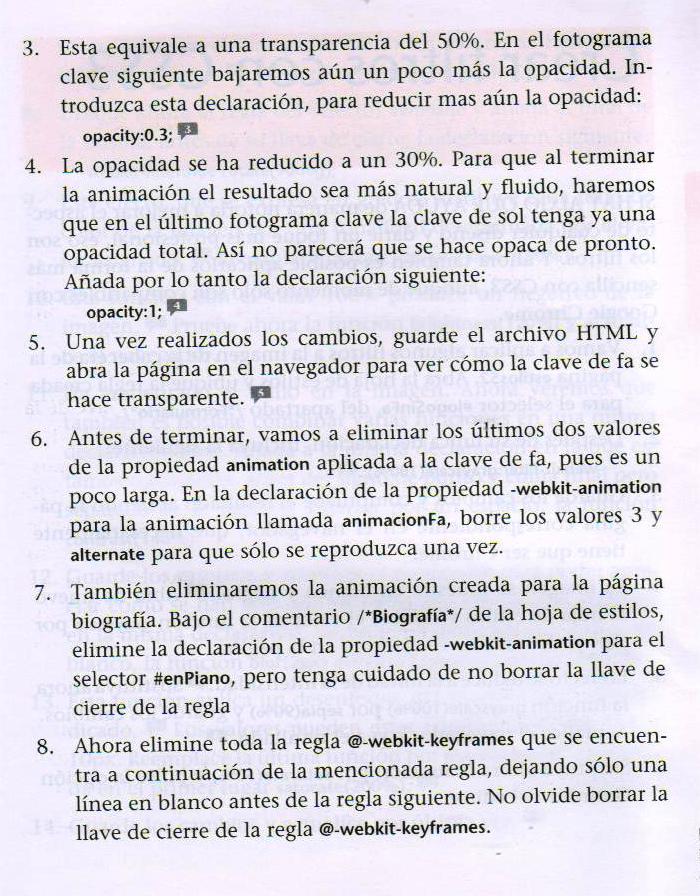 3. Esta equivale a una transparencia del 50%. En el fotograma
clave siguiente bajaremos aún un poco más la opacidad. In-
troduzca esta declaración, para reducir mas aún la opacidad:
opacity:0.3; 3
4. La opacidad se ha reducido a un 30%. Para que al terminar
la animación el resultado sea más natural y fluido, haremos
que en el último fotograma clave la clave de sol tenga ya una
opacidad total. Así no parecerá que se hace opaca de pronto.
Añada por lo tanto la declaración siguiente:
opacity:1; 4
5. Una vez realizados los cambios, guarde el archivo HTML y
abra la página en el navegador para ver cómo la clave de fa se
hace transparente. 5
6. Antes de terminar, vamos a eliminar los últimos dos valores
de la propiedad animation aplicada a la clave de fa, pues es un
poco larga. En la declaración de la propiedad -webkit-animation
para la animación llamada animacionFa, borre los valores 3 y
alternate para que sólo se reproduzca una vez.
7. También eliminaremos la animación creada para la página
biografía. Bajo el comentario /*Biografía*/ de la hoja de estilos,
elimine la declaración de la propiedad -webkit-animation para el
selector #enPiano, pero tenga cuidado de no borrar la llave de
cierre de la regla
8. Ahora elimine toda la regla @-webkit-keyframes que se encuen-
tra a continuación de la mencionada regla, dejando sólo una
línea en blanco antes de la regla siguiente. No olvide borrar la
llave de cierre de la regla @-webkit-keyframes.